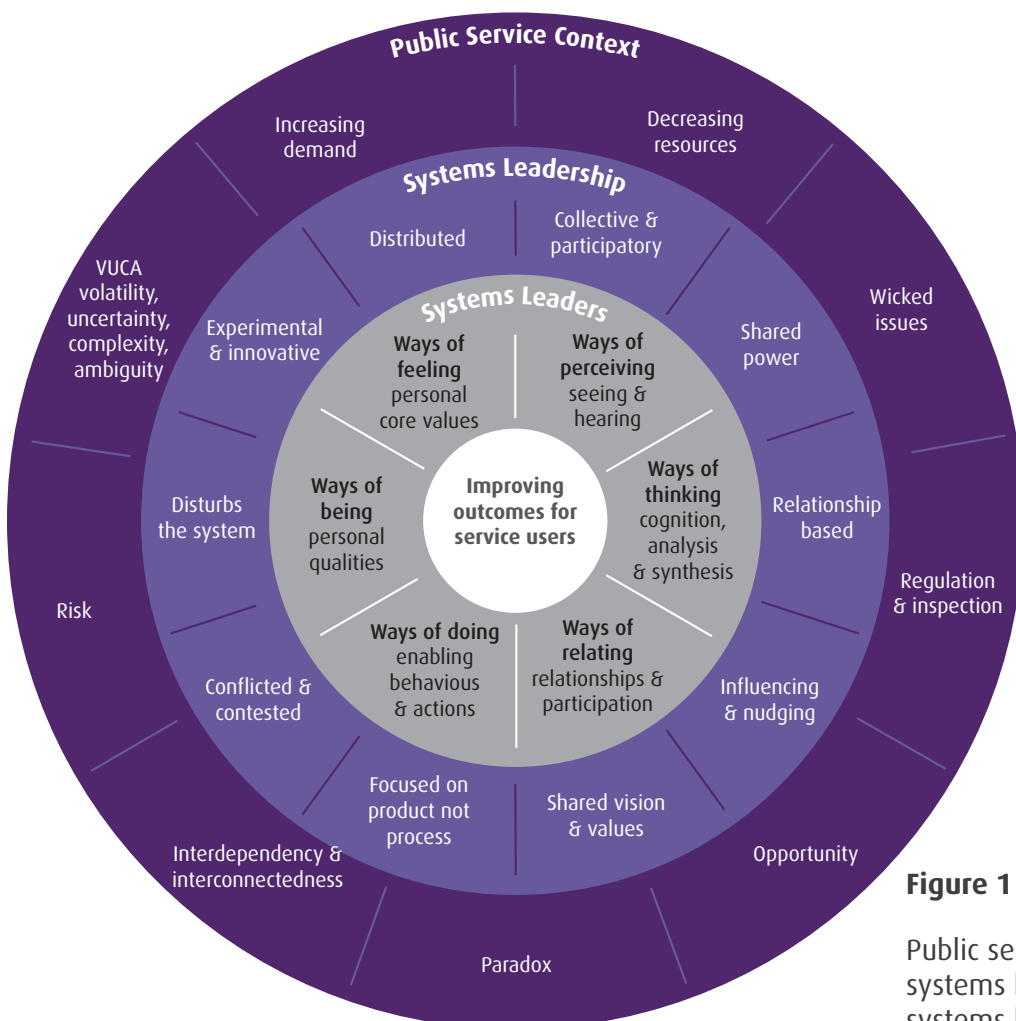 Public Service Context
Increasing
demand
Decreasing
resources
VUCA
volatility,
uncertainty,
complexity,
ambiguity
Wicked
issues
Risk
Regulation
& inspection
Interdependency &
interconnectedness
Opportunity
Paradox
Systems Leadership
Distributed
Collective &
participatory
Experimental
& innovative
Shared
power
Disturbs
the system
Relationship
based
Conflicted &
contested
Influencing
& nudging
Focused on
product not
process
Shared vision
& values
Systems Leaders
Ways of
feeling
personal
core values
Ways of
perceiving
seeing &
hearing
Ways of
being
personal
qualities
Ways of
thinking
cognition,
analysis
& synthesis
Ways of doing
enabling
behavious
& actions
Ways of
relating
relationships &
participation
Improving
outcomes for
service users
Figure 1
Public se
systems
systems